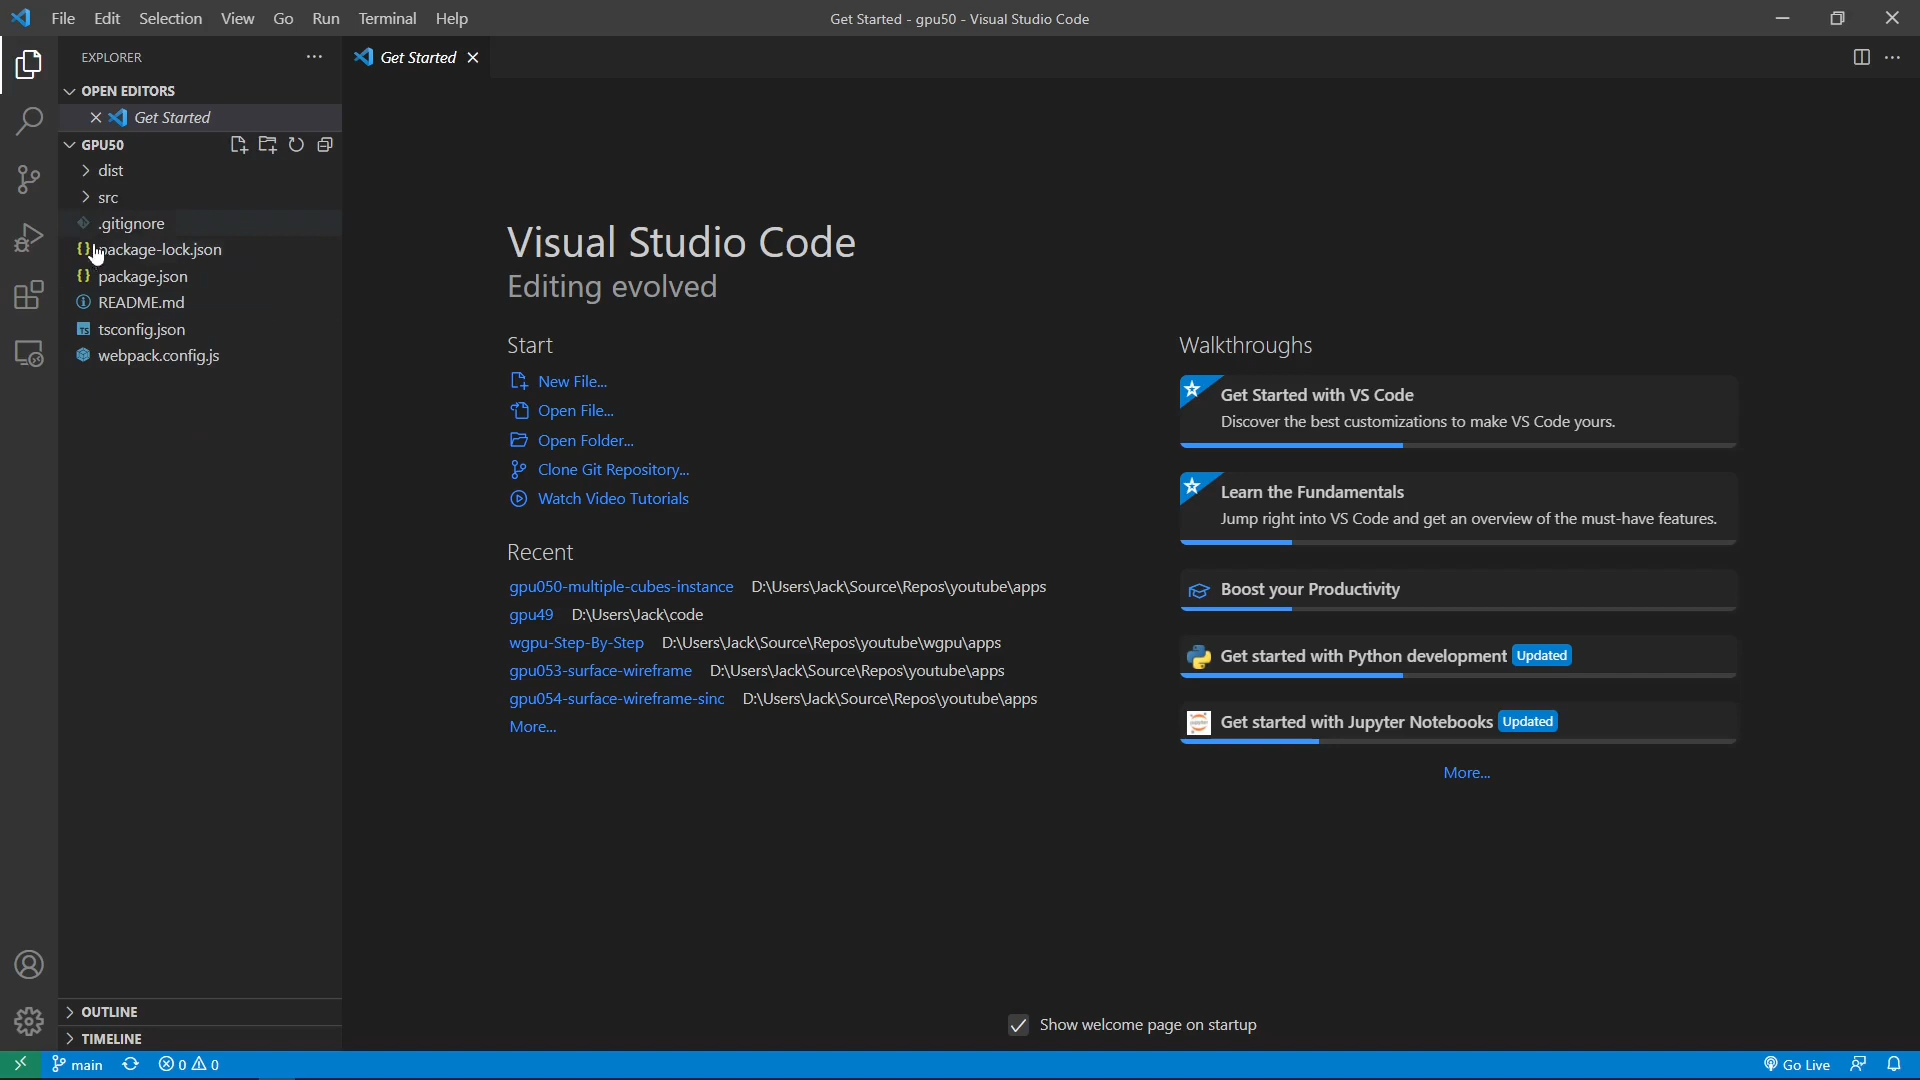 File Edit Selection View Go Run Terminal Help
Get Started - gpu50 - Visual Studio Code
EXPLORER
Get Started
OPEN EDITORS
Get Started
GPU50
dist
src
.gitignore
package-lock.json
package.json
README.md
tsconfig.json
webpack.config.js
OUTLINE
TIMELINE
Visual Studio Code
Editing evolved
Start
New File...
Open File...
Open Folder...
Clone Git Repository...
Watch Video Tutorials
Recent
gpu050-multiple-cubes-instance D:\Users\Jack\Source\Repos\youtube\apps
gpu49 D:\Users\Jack\code
wgpu-Step-By-Step D:\Users\Jack\Source\Repos\youtube\wgpu\apps
gpu053-surface-wireframe D:\Users\Jack\Source\Repos\youtube\apps
gpu054-surface-wireframe-sinc D:\Users\Jack\Source\Repos\youtube\apps
More...
Walkthroughs
Get Started with VS Code
Discover the best customizations to make VS Code yours.
Learn the Fundamentals
Jump right into VS Code and get an overview of the must-have features.
Boost your Productivity
Get started with Python development Updated
Get started with Jupyter Notebooks Updated
More...
Show welcome page on startup
main 0 0 Go Live